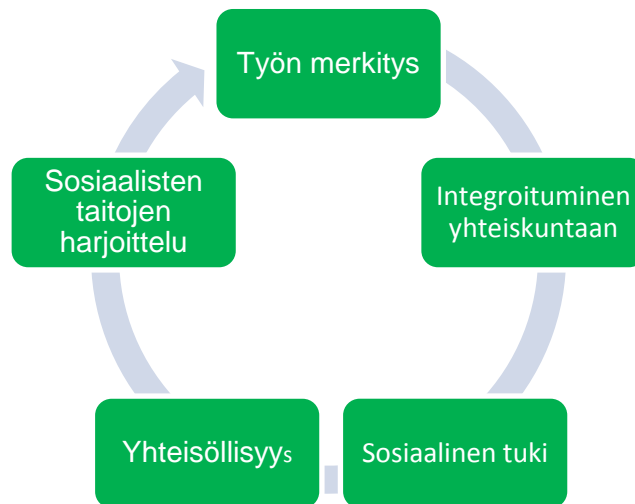 Työn merkitys
Integroituminen
yhteiskuntaan
Sosiaalinen tuki
Yhteisöllisyys
Sosiaalisten
taitojen
harjoittelu